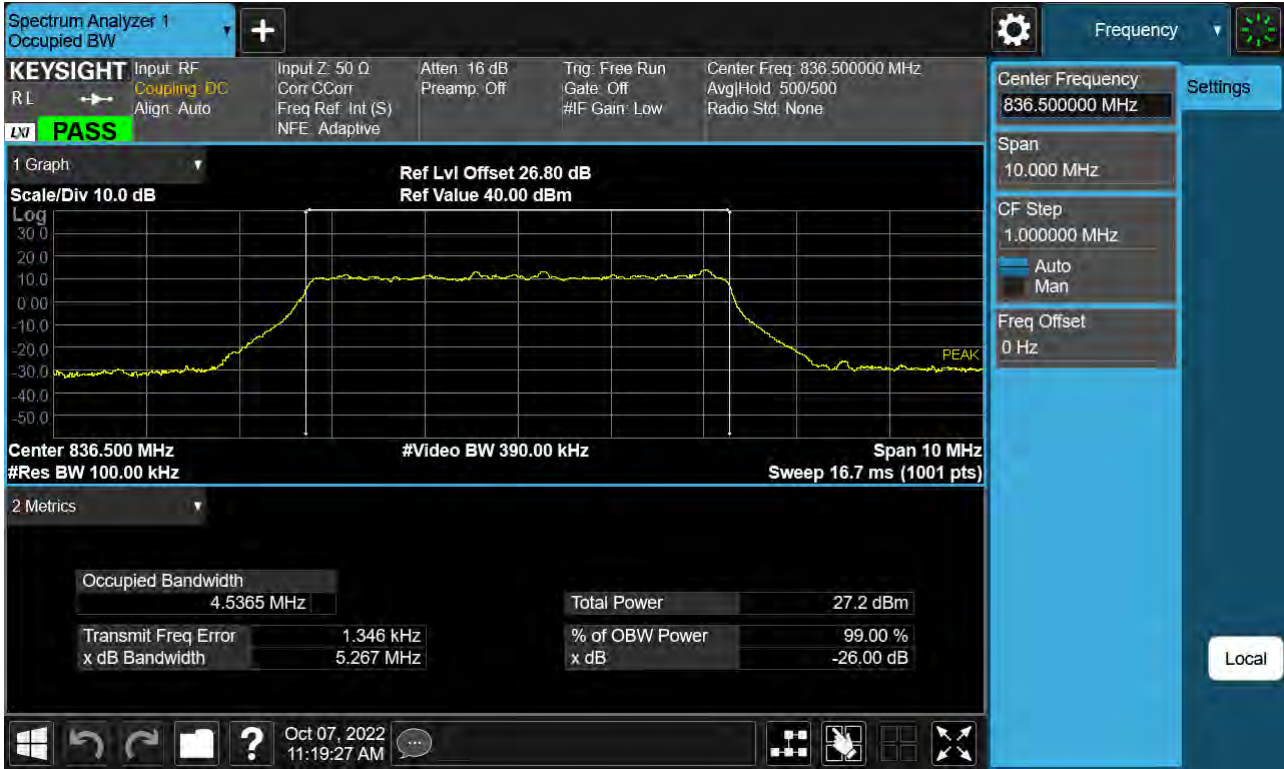 Spectrum Analyzer 1
Occupied BW
Frequency
KEYSIGHT
RL
LXI
PASS
Input: RF
Coupling: DC
Align: Auto
Input Z: 50 Ω
Corr CCorr
Freq Ref: Int (S)
NFE: Adaptive
Atten: 16 dB
Preamp: Off
Trig: Free Run
Gate: Off
#IF Gain: Low
Center Freq: 836.500000 MHz
Avg|Hold: 500/500
Radio Std: None
Center Frequency
836.500000 MHz
Settings
Span
10.000 MHz
CF Step
1.000000 MHz
Auto
Man
Freq Offset
0 Hz
Local
1 Graph
Scale/Div 10.0 dB
Ref Lvl Offset 26.80 dB
Ref Value 40.00 dBm
Log
30.0
20.0
10.0
0.00
-10.0
-20.0
-30.0
-40.0
-50.0
PEAK
Center 836.500 MHz
#Video BW 390.00 kHz
Span 10 MHz
#Res BW 100.00 kHz
Sweep 16.7 ms (1001 pts)
2 Metrics
Occupied Bandwidth
4.5365 MHz
Transmit Freq Error 1.346 kHz
x dB Bandwidth 5.267 MHz
Total Power 27.2 dBm
% of OBW Power 99.00 %
x dB -26.00 dB
?
Oct 07, 2022
11:19:27 AM